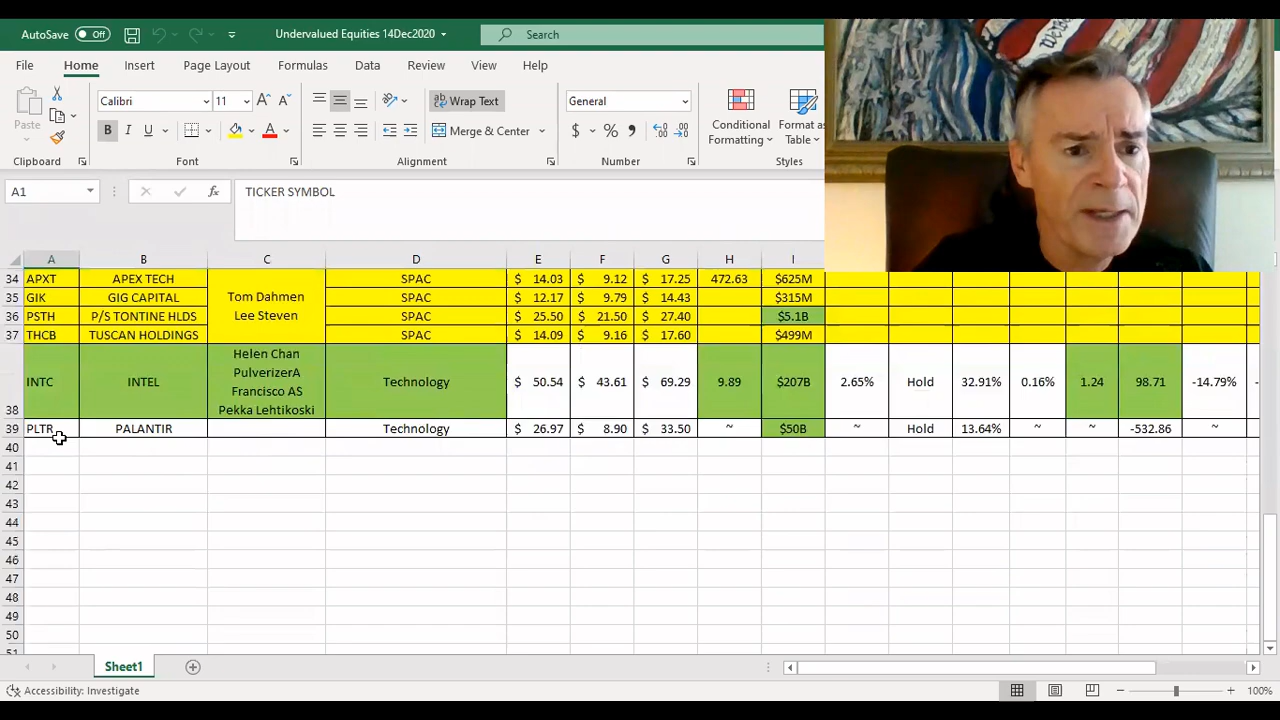 AutoSave Off Undervalued Equities 14Dec2020 Search
File Home Insert Page Layout Formulas Data Review View Help
Paste Calibri 11 A A Wrap Text General Conditional Formatting Format as Table
B I U A Merge & Center $ % 9
Clipboard Font Alignment Number Styles
A1 fx TICKER SYMBOL
A B C D E F G H I
34 APXT APEX TECH SPAC $ 14.03 $ 9.12 $ 17.25 472.63 $625M
35 GIK GIG CAPITAL Tom Dahmen SPAC $ 12.17 $ 9.79 $ 14.43 $315M
36 PSTH P/S TONTINE HLDS Lee Steven SPAC $ 25.50 $ 21.50 $ 27.40 $5.1B
37 THCB TUSCAN HOLDINGS SPAC $ 14.09 $ 9.16 $ 17.60 $499M
Helen Chan
PulverizerA
38 INTC INTEL Technology $ 50.54 $ 43.61 $ 69.29 9.89 $207B 2.65% Hold 32.91% 0.16% 1.24 98.71 -14.79% -
Francisco AS
Pekka Lehtikoski
39 PLTR PALANTIR Technology $ 26.97 $ 8.90 $ 33.50 ~ $50B ~ Hold 13.64% ~ ~ -532.86 ~
40
41
42
43
44
45
46
47
48
49
50
51
Sheet1
Accessibility: Investigate 100%